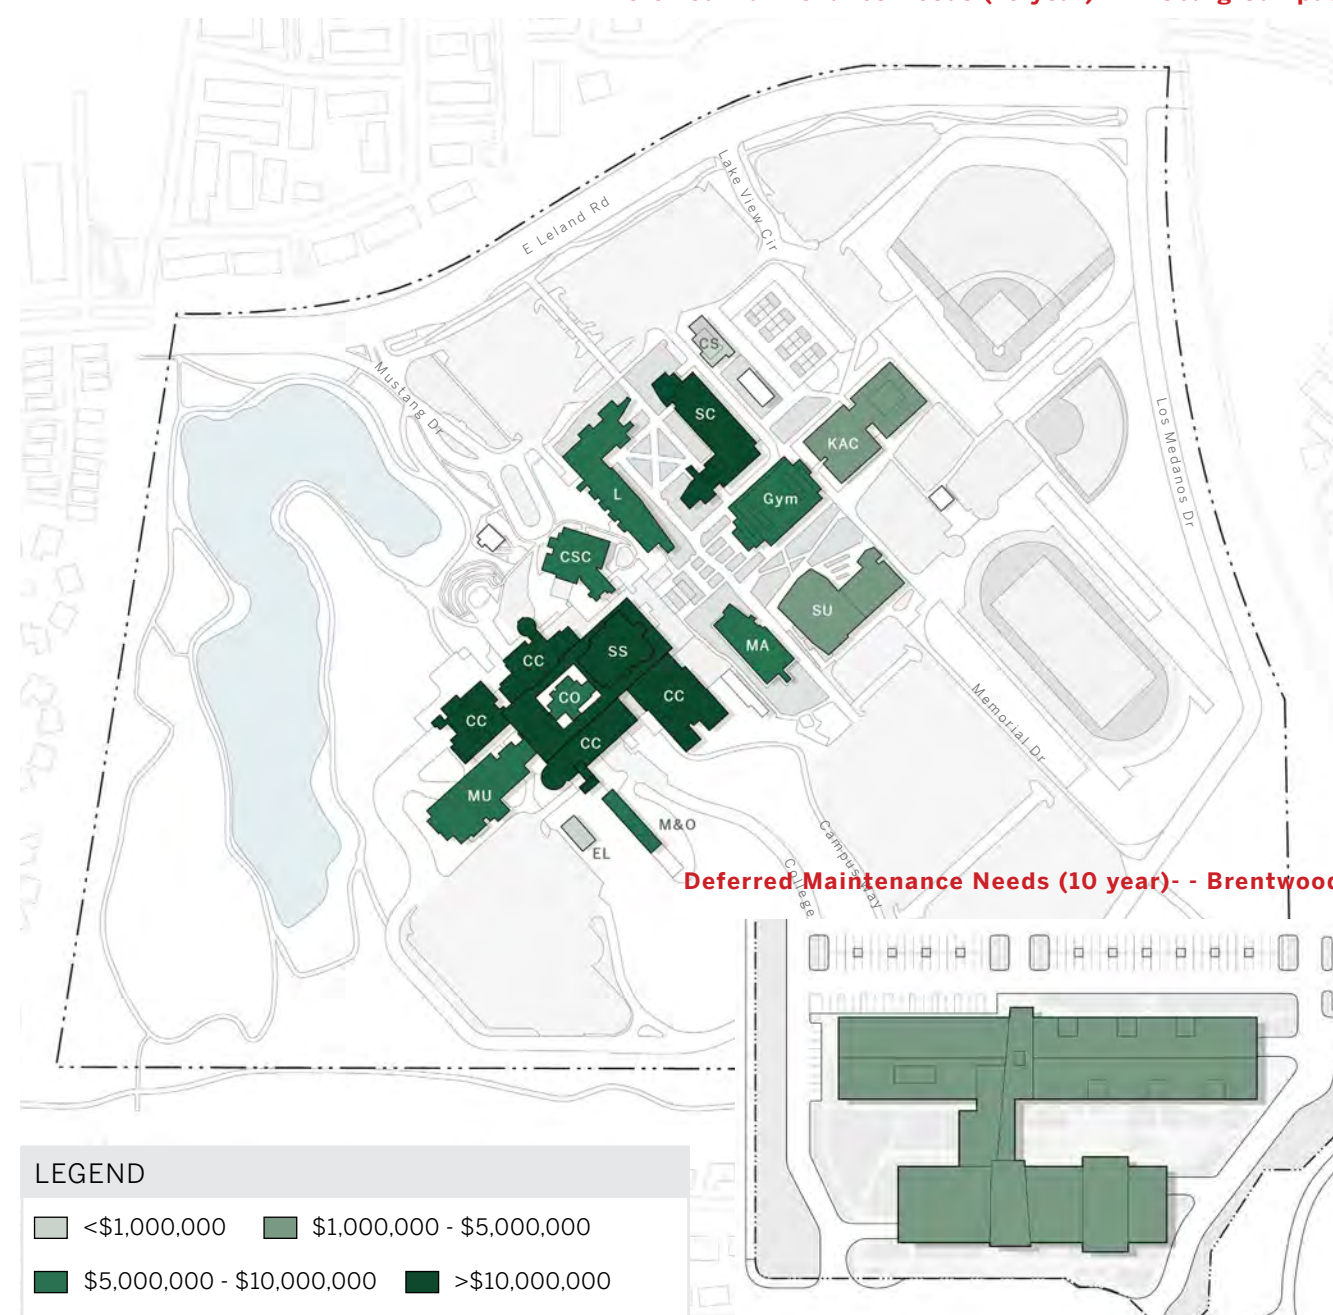 E Leland Rd
Lake View Cir
Mustang Dr
Los Medanos Dr
CS
SC
KAC
L
Gym
CSC
SU
MA
CC
SS
CO
CC
CC
CC
MU
M&O
EL
Memorial Dr
Campus Way
College
Deferred Maintenance Needs (10 year)- - Brentwood
LEGEND
<$1,000,000
$1,000,000 - $5,000,000
$5,000,000 - $10,000,000
>$10,000,000